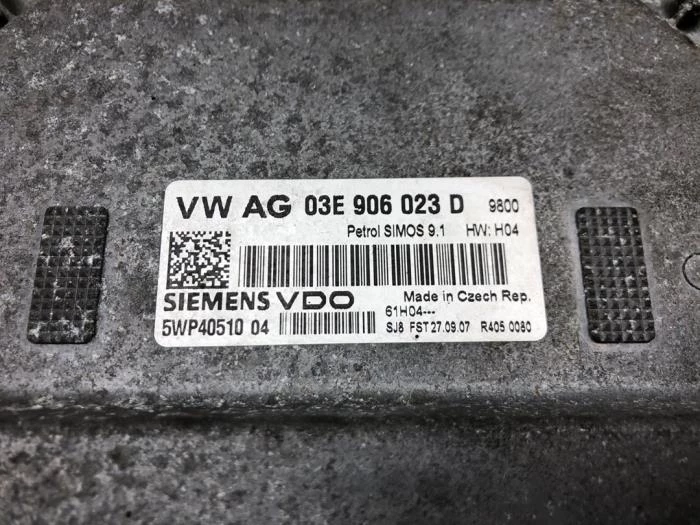 VW AG 03E 906 023 D 9800
Petrol SIMOS 9.1 HW: H04
SIEMENS VDO Made in Czech Rep.
61H04---
5WP40510 04 SJ8 FST 27.09.07 R405 0080